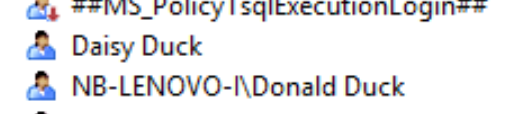 ##MS_PolicyTsqlExecutionLogin##
Daisy Duck
NB-LENOVO-I\Donald Duck